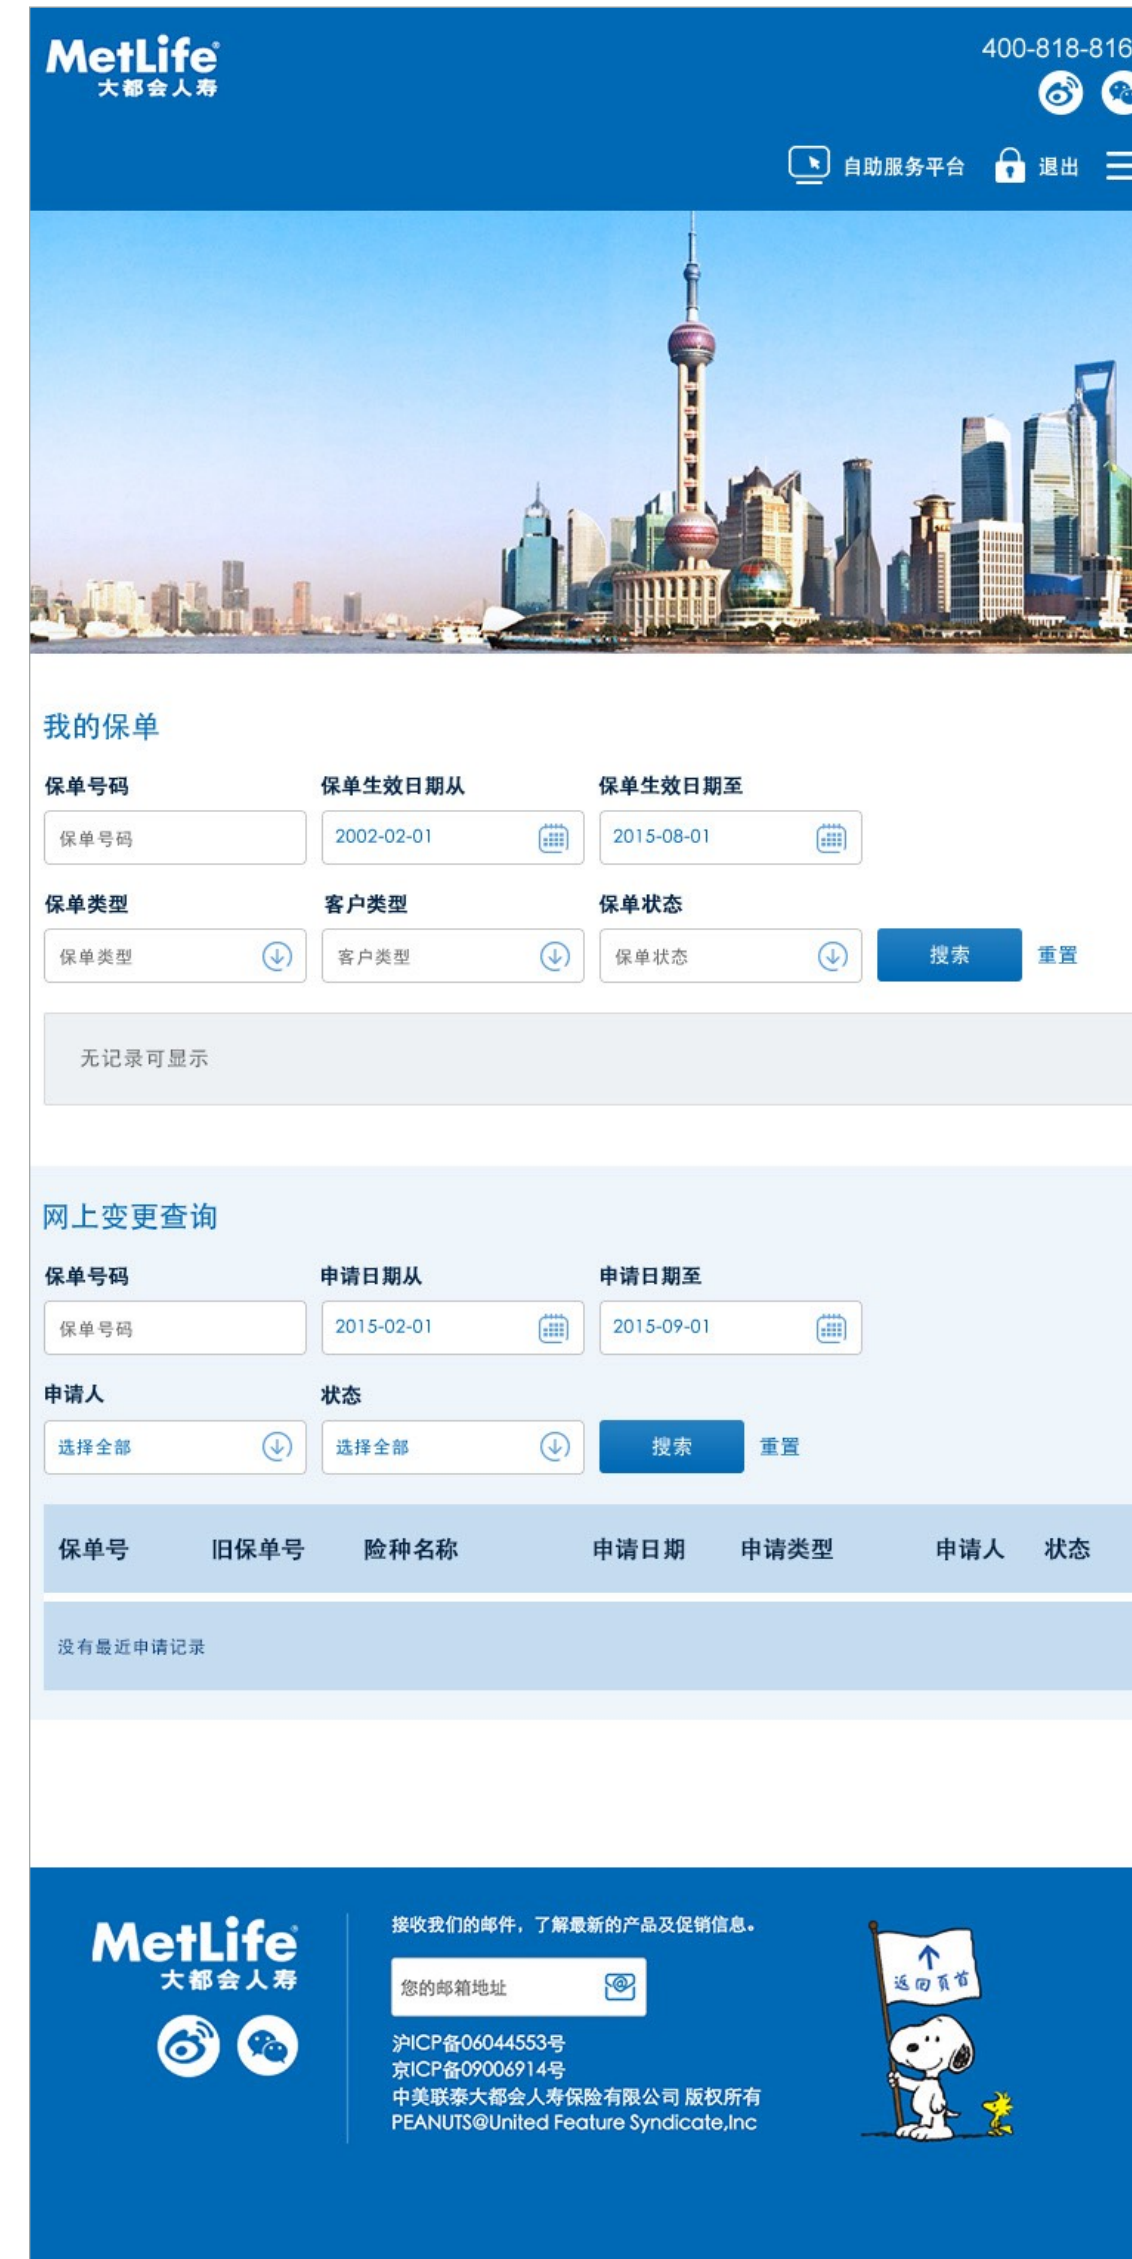 MetLife
大都会人寿
400-818-816
自助服务平台 退出
我的保单
保单号码 保单生效日期从 保单生效日期至
保单号码 2002-02-01 2015-08-01
保单类型 客户类型 保单状态
保单类型 客户类型 保单状态 搜索 重置
无记录可显示
网上变更查询
保单号码 申请日期从 申请日期至
保单号码 2015-02-01 2015-09-01
申请人 状态
选择全部 选择全部 搜索 重置
保单号 旧保单号 险种名称 申请日期 申请类型 申请人 状态
没有最近申请记录
MetLife
大都会人寿
接收我们的邮件，了解最新的产品及促销信息。
您的邮箱地址
沪ICP备06044553号
京ICP备09006914号
中美联泰大都会人寿保险有限公司 版权所有
PEANUTS@United Feature Syndicate,Inc
返回页首